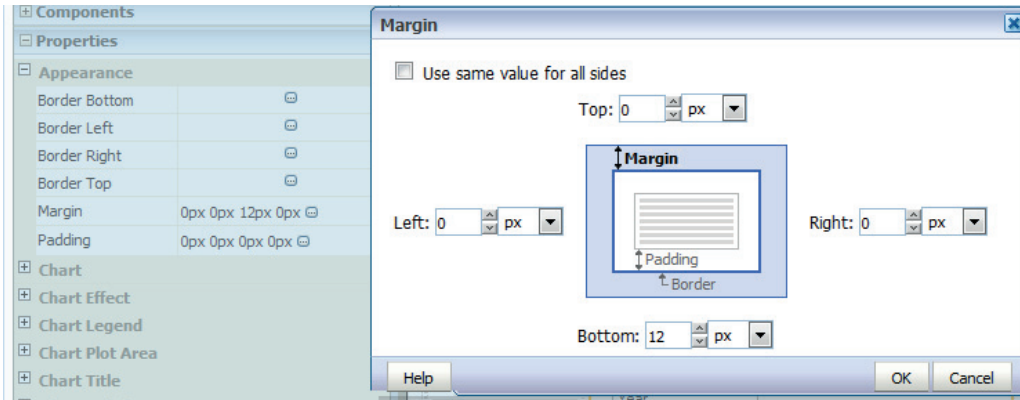 Components
Properties
Appearance
Border Bottom
Border Left
Border Right
Border Top
Margin 0px 0px 12px 0px
Padding 0px 0px 0px 0px
Chart
Chart Effect
Chart Legend
Chart Plot Area
Chart Title
Margin
Use same value for all sides
Top: 0 px
Margin
Left: 0 px
Right: 0 px
Padding
Border
Bottom: 12 px
Help OK Cancel
Year